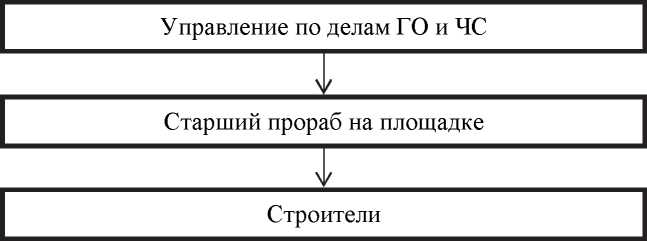 Управление по делам ГО и ЧС
Старший прораб на площадке
Строители